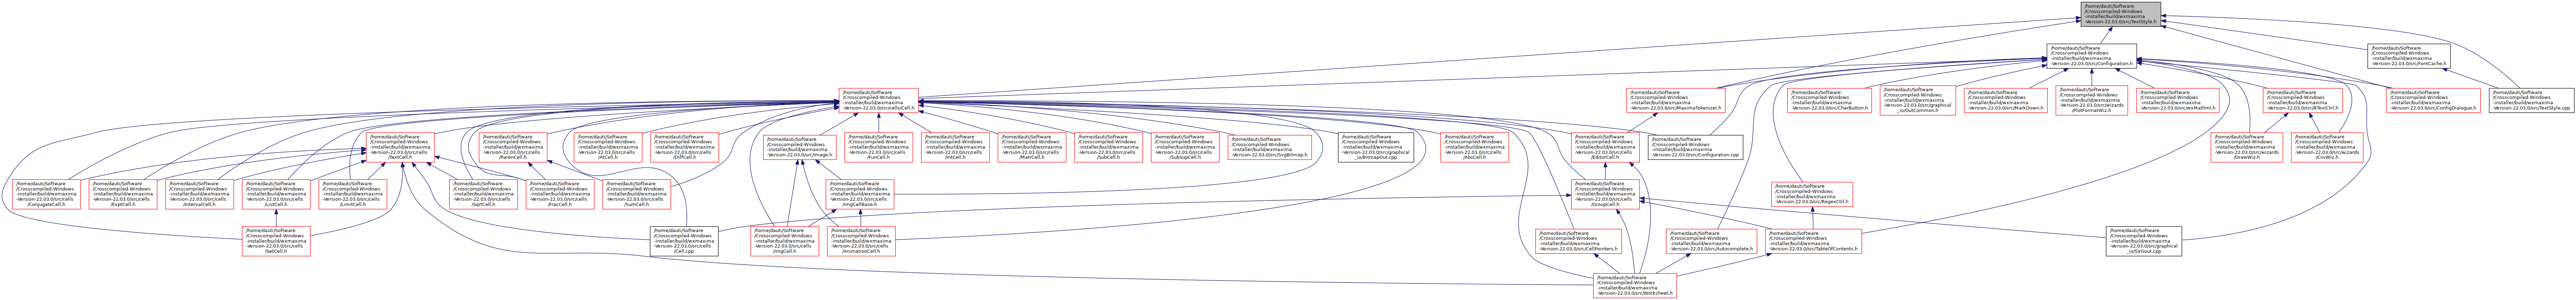 /home/dauti/Software
/Crosscompiled-Windows
-installer/build/wxmaxima
-Version-22.03.0/src/TextStyle.h
/home/dauti/Software
/Crosscompiled-Windows
-installer/build/wxmaxima
-Version-22.03.0/src/Configuration.h
/home/dauti/Software
/Crosscompiled-Windows
-installer/build/wxmaxima
-Version-22.03.0/src/FontCache.h
/home/dauti/Software
/Crosscompiled-Windows
-installer/build/wxmaxima
-Version-22.03.0/src/cells/Cell.h
/home/dauti/Software
/Crosscompiled-Windows
-installer/build/wxmaxima
-Version-22.03.0/src/MaximaTokenizer.h
/home/dauti/Software
/Crosscompiled-Windows
-installer/build/wxmaxima
-Version-22.03.0/src/CharButton.h
/home/dauti/Software
/Crosscompiled-Windows
-installer/build/wxmaxima
-Version-22.03.0/src/graphical
_io/OutCommon.h
/home/dauti/Software
/Crosscompiled-Windows
-installer/build/wxmaxima
-Version-22.03.0/src/MarkDown.h
/home/dauti/Software
/Crosscompiled-Windows
-installer/build/wxmaxima
-Version-22.03.0/src/wizards
/PlotFormatWiz.h
/home/dauti/Software
/Crosscompiled-Windows
-installer/build/wxmaxima
-Version-22.03.0/src/wxMathml.h
/home/dauti/Software
/Crosscompiled-Windows
-installer/build/wxmaxima
-Version-22.03.0/src/BTextCtrl.h
/home/dauti/Software
/Crosscompiled-Windows
-installer/build/wxmaxima
-Version-22.03.0/src/ConfigDialogue.h
/home/dauti/Software
/Crosscompiled-Windows
-installer/build/wxmaxima
-Version-22.03.0/src/TextStyle.cpp
/home/dauti/Software
/Crosscompiled-Windows
-installer/build/wxmaxima
-Version-22.03.0/src/cells
/TextCell.h
/home/dauti/Software
/Crosscompiled-Windows
-installer/build/wxmaxima
-Version-22.03.0/src/cells
/ParenCell.h
/home/dauti/Software
/Crosscompiled-Windows
-installer/build/wxmaxima
-Version-22.03.0/src/cells
/AtCell.h
/home/dauti/Software
/Crosscompiled-Windows
-installer/build/wxmaxima
-Version-22.03.0/src/cells
/DiffCell.h
/home/dauti/Software
/Crosscompiled-Windows
-installer/build/wxmaxima
-Version-22.03.0/src/Image.h
/home/dauti/Software
/Crosscompiled-Windows
-installer/build/wxmaxima
-Version-22.03.0/src/cells
/FunCell.h
/home/dauti/Software
/Crosscompiled-Windows
-installer/build/wxmaxima
-Version-22.03.0/src/cells
/IntCell.h
/home/dauti/Software
/Crosscompiled-Windows
-installer/build/wxmaxima
-Version-22.03.0/src/cells
/MatrCell.h
/home/dauti/Software
/Crosscompiled-Windows
-installer/build/wxmaxima
-Version-22.03.0/src/cells
/SubCell.h
/home/dauti/Software
/Crosscompiled-Windows
-installer/build/wxmaxima
-Version-22.03.0/src/cells
/SubSupCell.h
/home/dauti/Software
/Crosscompiled-Windows
-installer/build/wxmaxima
-Version-22.03.0/src/SvgBitmap.h
/home/dauti/Software
/Crosscompiled-Windows
-installer/build/wxmaxima
-Version-22.03.0/src/graphical
_io/BitmapOut.cpp
/home/dauti/Software
/Crosscompiled-Windows
-installer/build/wxmaxima
-Version-22.03.0/src/cells
/AbsCell.h
/home/dauti/Software
/Crosscompiled-Windows
-installer/build/wxmaxima
-Version-22.03.0/src/cells
/EditorCell.h
/home/dauti/Software
/Crosscompiled-Windows
-installer/build/wxmaxima
-Version-22.03.0/src/Configuration.cpp
/home/dauti/Software
/Crosscompiled-Windows
-installer/build/wxmaxima
-Version-22.03.0/src/wizards
/DrawWiz.h
/home/dauti/Software
/Crosscompiled-Windows
-installer/build/wxmaxima
-Version-22.03.0/src/wizards
/CsvWiz.h
/home/dauti/Software
/Crosscompiled-Windows
-installer/build/wxmaxima
-Version-22.03.0/src/cells
/ConjugateCell.h
/home/dauti/Software
/Crosscompiled-Windows
-installer/build/wxmaxima
-Version-22.03.0/src/cells
/ExptCell.h
/home/dauti/Software
/Crosscompiled-Windows
-installer/build/wxmaxima
-Version-22.03.0/src/cells
/IntervalCell.h
/home/dauti/Software
/Crosscompiled-Windows
-installer/build/wxmaxima
-Version-22.03.0/src/cells
/ListCell.h
/home/dauti/Software
/Crosscompiled-Windows
-installer/build/wxmaxima
-Version-22.03.0/src/cells
/LimitCell.h
/home/dauti/Software
/Crosscompiled-Windows
-installer/build/wxmaxima
-Version-22.03.0/src/cells
/SqrtCell.h
/home/dauti/Software
/Crosscompiled-Windows
-installer/build/wxmaxima
-Version-22.03.0/src/cells
/FracCell.h
/home/dauti/Software
/Crosscompiled-Windows
-installer/build/wxmaxima
-Version-22.03.0/src/cells
/SumCell.h
/home/dauti/Software
/Crosscompiled-Windows
-installer/build/wxmaxima
-Version-22.03.0/src/cells
/ImgCellBase.h
/home/dauti/Software
/Crosscompiled-Windows
-installer/build/wxmaxima
-Version-22.03.0/src/cells
/GroupCell.h
/home/dauti/Software
/Crosscompiled-Windows
-installer/build/wxmaxima
-Version-22.03.0/src/RegexCtrl.h
/home/dauti/Software
/Crosscompiled-Windows
-installer/build/wxmaxima
-Version-22.03.0/src/cells
/SetCell.h
/home/dauti/Software
/Crosscompiled-Windows
-installer/build/wxmaxima
-Version-22.03.0/src/cells
/Cell.cpp
/home/dauti/Software
/Crosscompiled-Windows
-installer/build/wxmaxima
-Version-22.03.0/src/cells
/ImgCell.h
/home/dauti/Software
/Crosscompiled-Windows
-installer/build/wxmaxima
-Version-22.03.0/src/cells
/AnimationCell.h
/home/dauti/Software
/Crosscompiled-Windows
-installer/build/wxmaxima
-Version-22.03.0/src/CellPointers.h
/home/dauti/Software
/Crosscompiled-Windows
-installer/build/wxmaxima
-Version-22.03.0/src/Autocomplete.h
/home/dauti/Software
/Crosscompiled-Windows
-installer/build/wxmaxima
-Version-22.03.0/src/TableOfContents.h
/home/dauti/Software
/Crosscompiled-Windows
-installer/build/wxmaxima
-Version-22.03.0/src/graphical
_io/SVGout.cpp
/home/dauti/Software
/Crosscompiled-Windows
-installer/build/wxmaxima
-Version-22.03.0/src/Worksheet.h